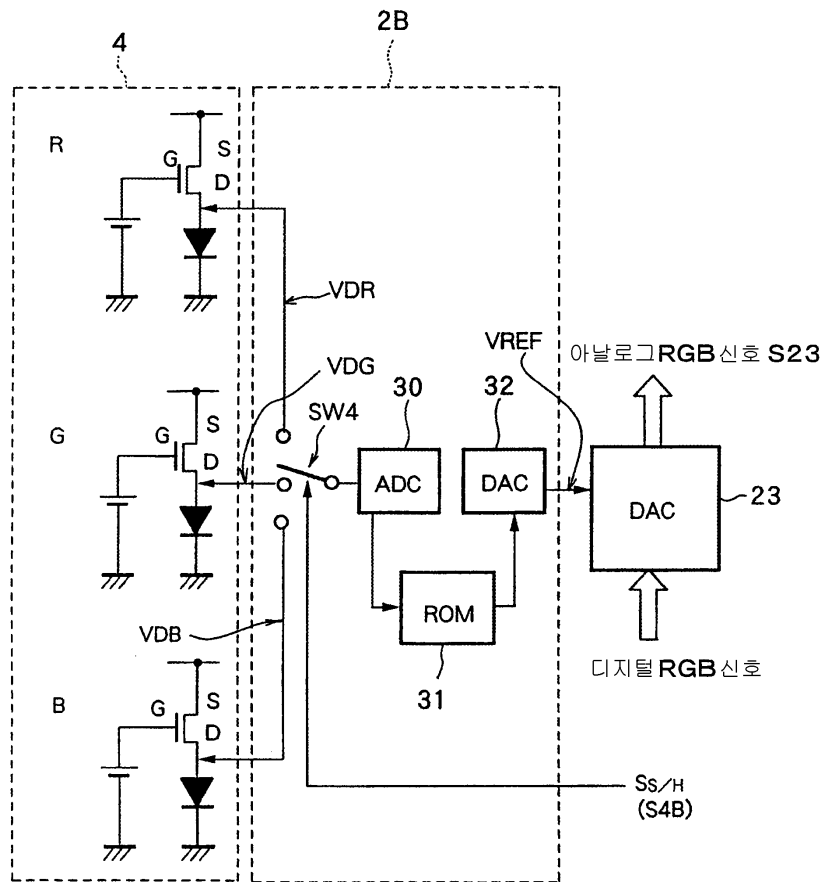 2B
4
R
S
G
D
VDR
VREF
아날로그RGB신호 S23
VDG
30
32
SW4
G
S
G
D
ADC
DAC
DAC
23
ROM
VDB
31
디지털RGB신호
B
S
G
D
SS/H
(S4B)